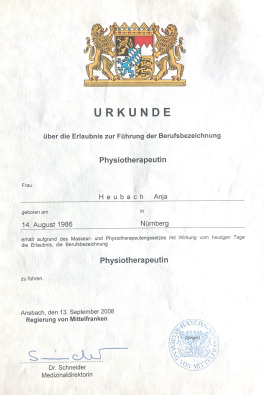 URKUNDE
über die Erlaubnis zur Führung der Berufsbezeichnung
Physiotherapeutin
Frau
Heubach Anja
geboren am in
14. August 1986 Nürnberg
erhält aufgrund des Masseur- und Physiotherapeutengesetzes mit Wirkung vom heutigen Tage
die Erlaubnis, die Berufsbezeichnung
Physiotherapeutin
zu führen.
Ansbach, den 13. September 2008
Regierung von Mittelfranken
(Siegel)
Dr. Schneider
Medizinaldirektorin